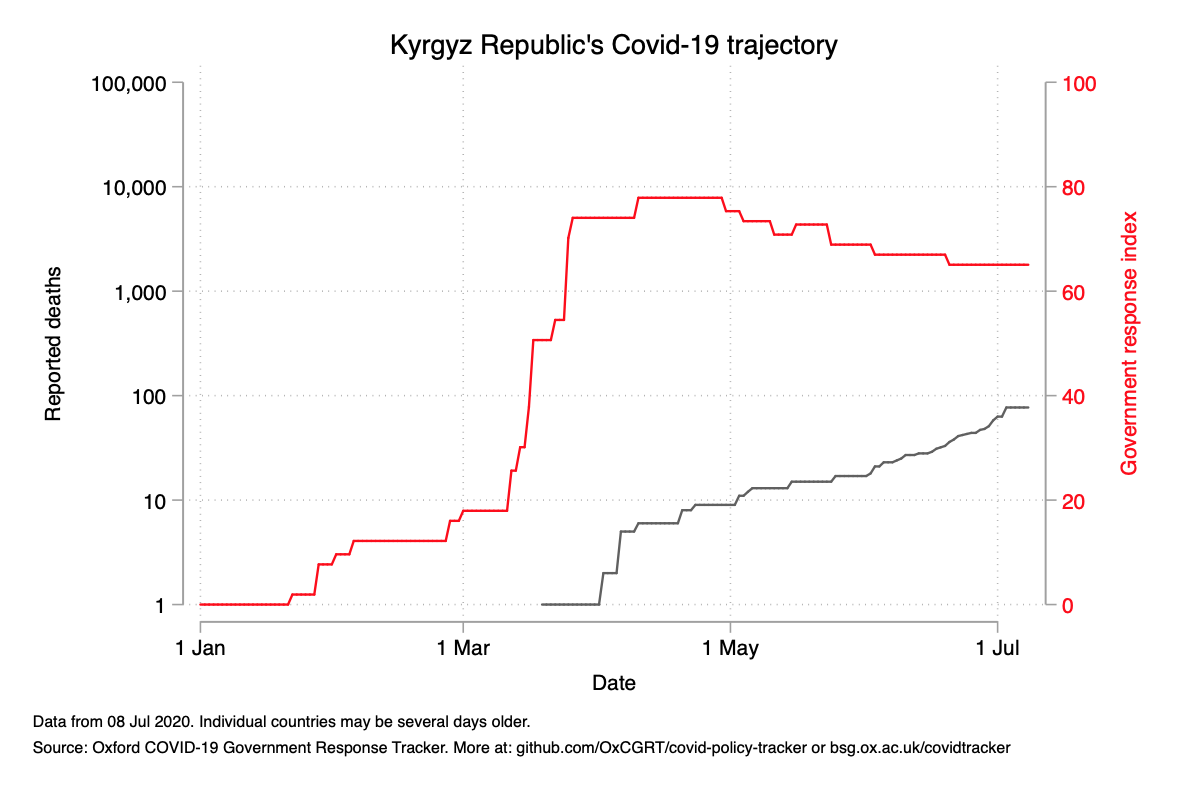 Kyrgyz Republic's Covid-19 trajectory
100,000
10,000
1,000
100
10
1
Reported deaths
100
80
60
40
20
0
Government response index
1 Jan
1 Mar
1 May
1 Jul
Date
Data from 08 Jul 2020. Individual countries may be several days older.
Source: Oxford COVID-19 Government Response Tracker. More at: github.com/OxCGRT/covid-policy-tracker or bsg.ox.ac.uk/covidtracker